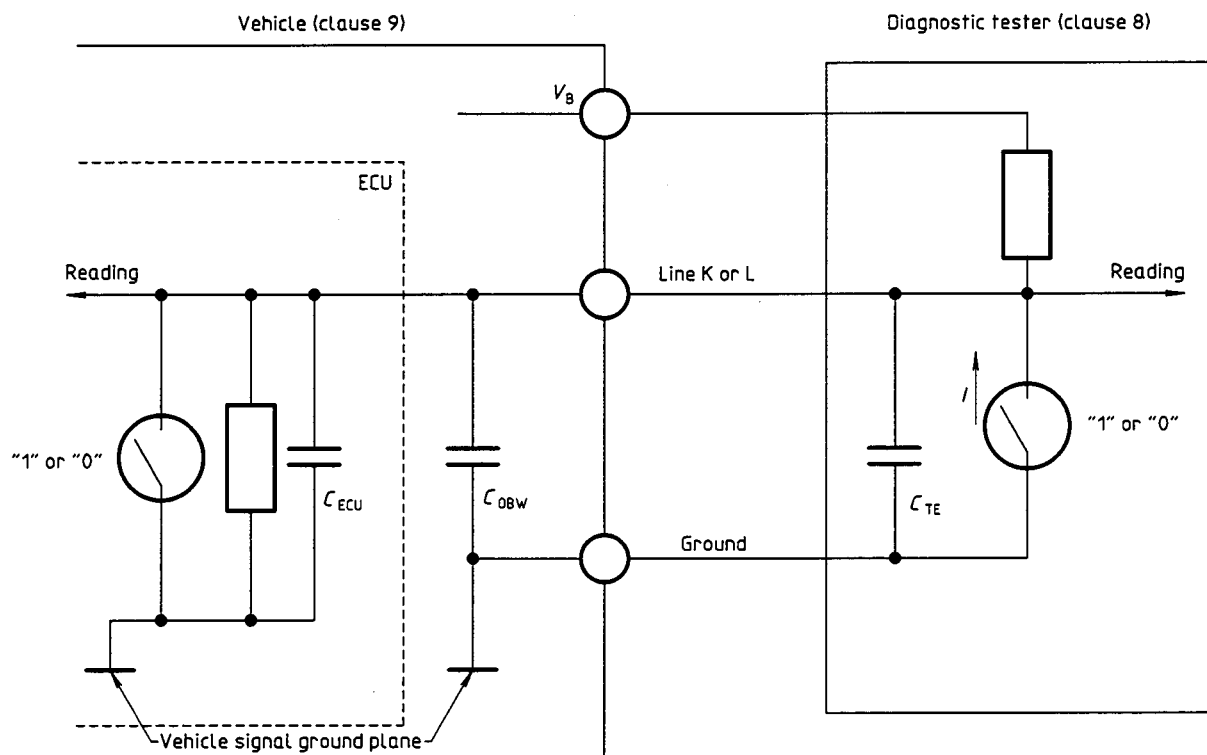 Vehicle (clause 9)
Diagnostic tester (clause 8)
V_B
ECU
Reading
Line K or L
Reading
I
"1" or "0"
"1" or "0"
C_ECU
C_OBW
C_TE
Ground
Vehicle signal ground plane